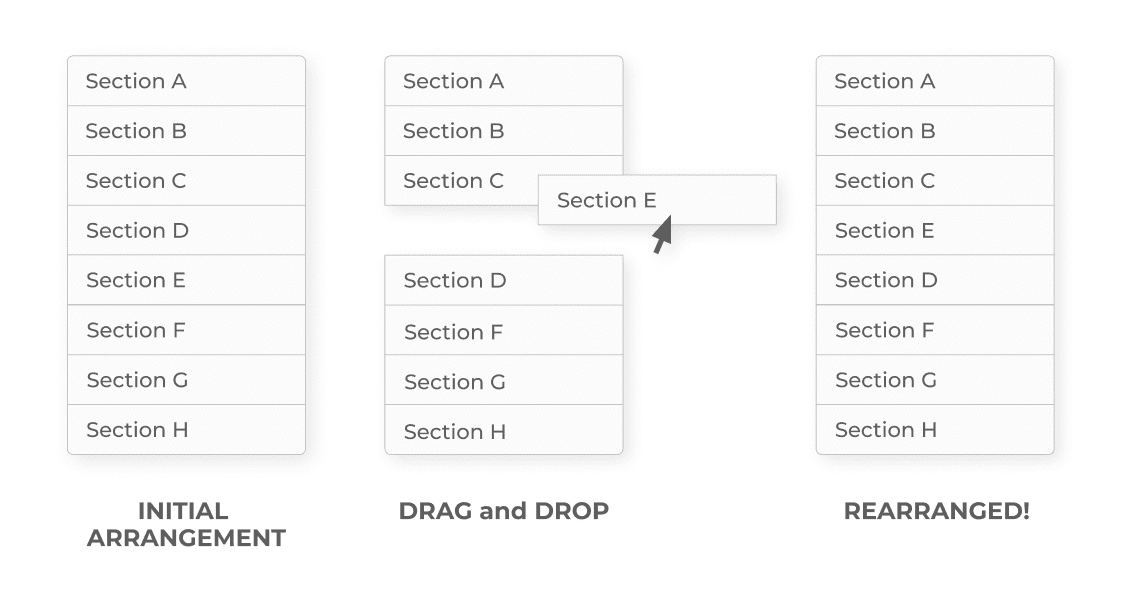 Section A
Section B
Section C
Section D
Section E
Section F
Section G
Section H
INITIAL
ARRANGEMENT
Section A
Section B
Section C
Section E
Section D
Section F
Section G
Section H
DRAG and DROP
Section A
Section B
Section C
Section E
Section D
Section F
Section G
Section H
REARRANGED!